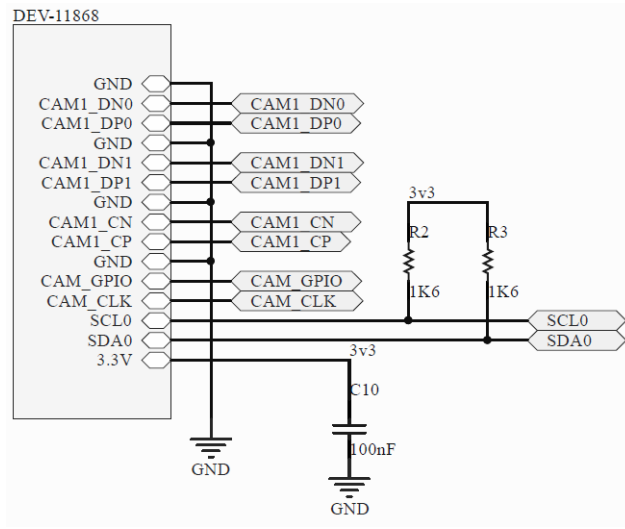 DEV-11868
GND
CAM1_DN0 CAM1_DN0
CAM1_DP0 CAM1_DP0
GND
CAM1_DN1 CAM1_DN1
CAM1_DP1 CAM1_DP1
3v3
GND
CAM1_CN CAM1_CN
R2 R3
CAM1_CP CAM1_CP
GND
CAM_GPIO CAM_GPIO
1K6 1K6
CAM_CLK CAM_CLK
SCL0 SCL0
SDA0 SDA0
3v3
3.3V
C10
100nF
GND
GND